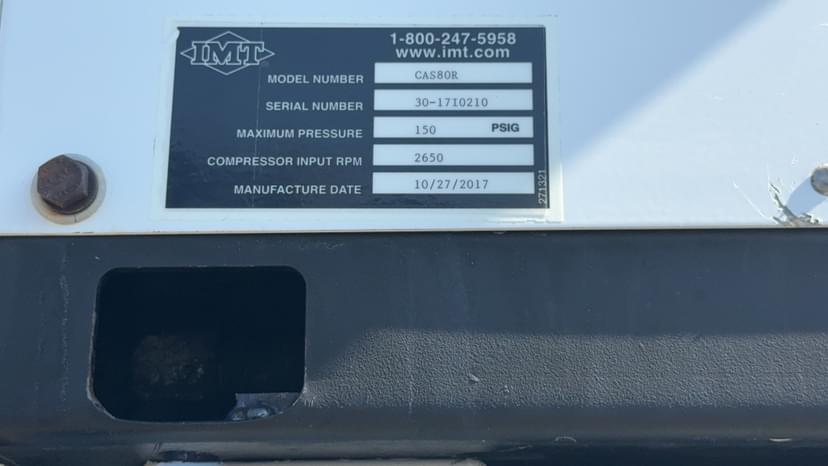 IMT
1-800-247-5958
www.imt.com
MODEL NUMBER CAS80R
SERIAL NUMBER 30-17I0210
MAXIMUM PRESSURE 150 PSIG
COMPRESSOR INPUT RPM 2650
MANUFACTURE DATE 10/27/2017
271321